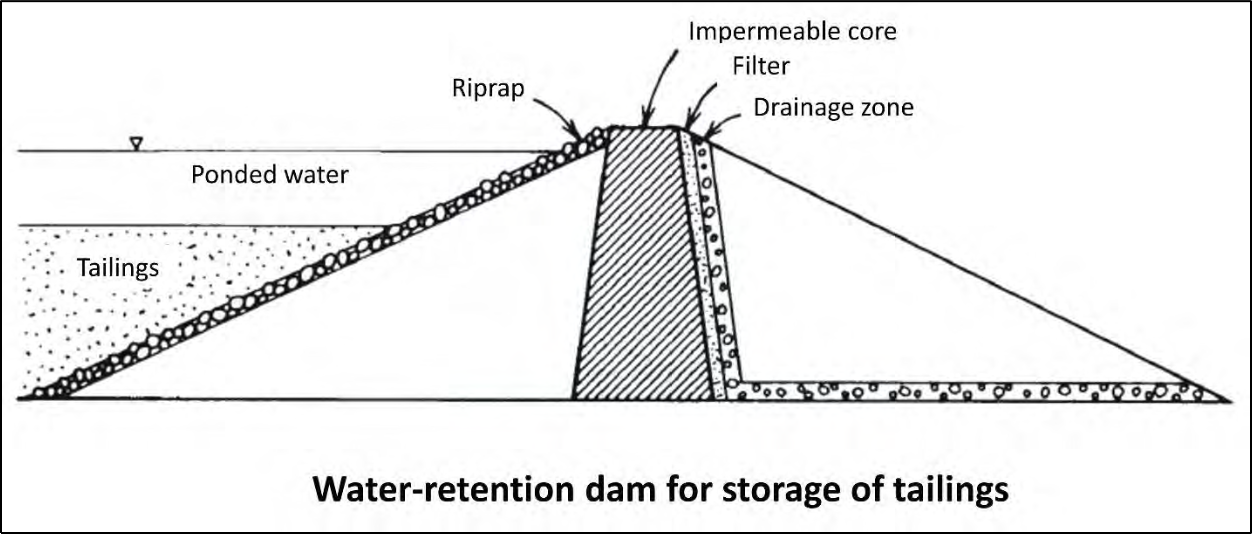 Impermeable core
Filter
Riprap
Drainage zone
Ponded water
Tailings
Water-retention dam for storage of tailings